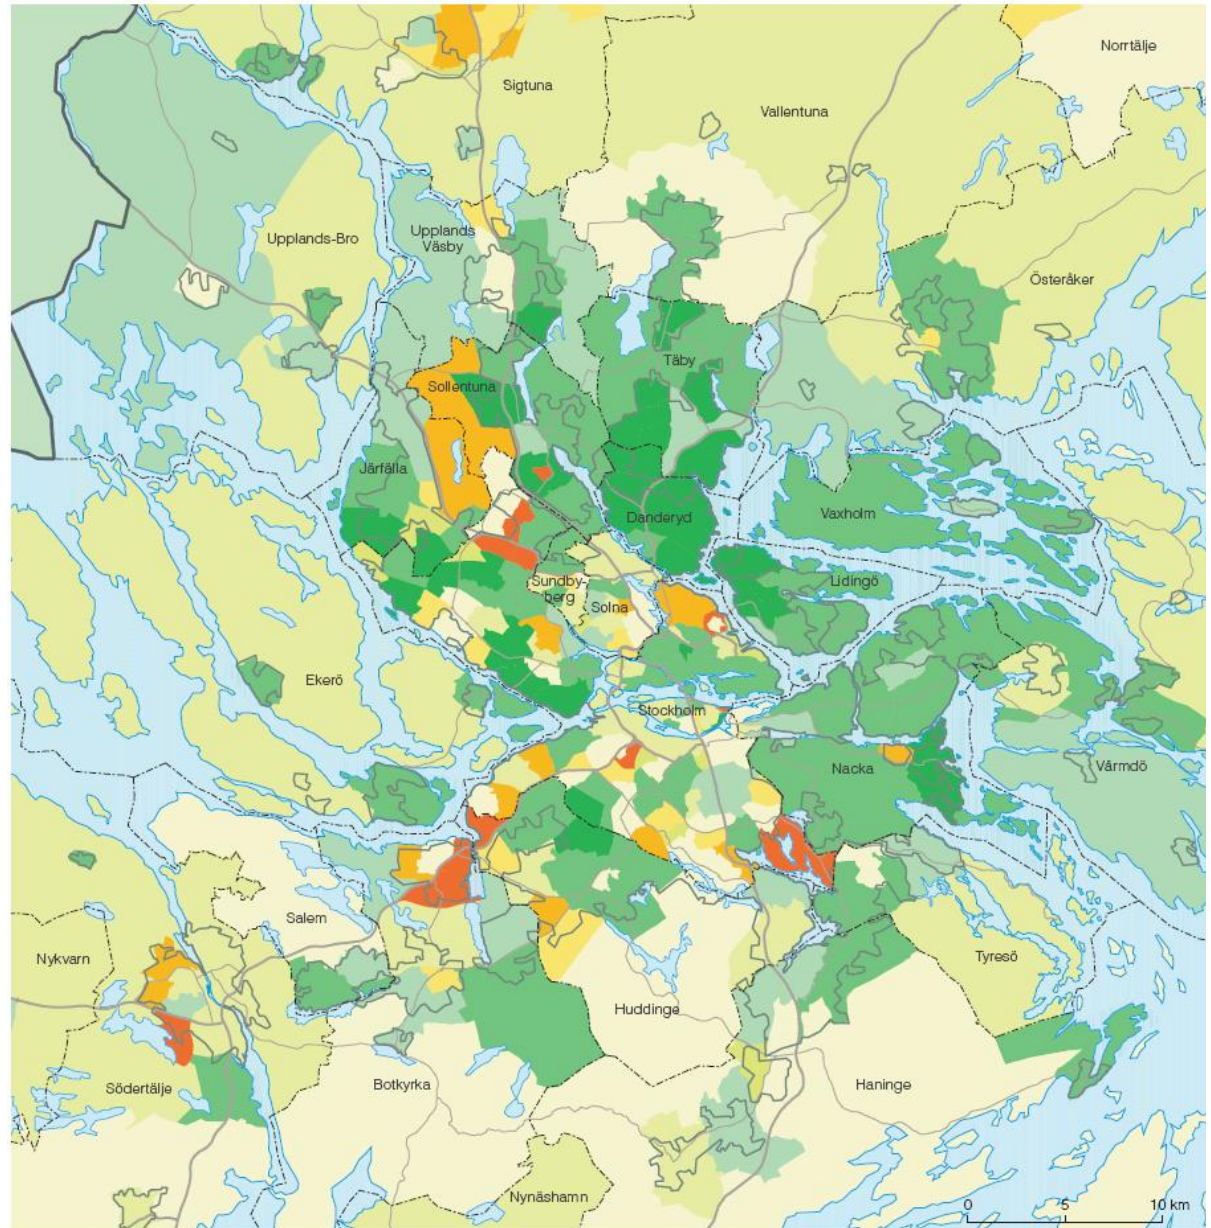 Norrtälje
Sigtuna
Vallentuna
Upplands-Bro
Upplands
Väsby
Österåker
Täby
Sollentuna
Järfälla
Danderyd
Vaxholm
Sundby-
berg
Lidingö
Solna
Ekerö
Stockholm
Nacka
Värmdö
Salem
Nykvarn
Tyresö
Huddinge
Södertälje
Botkyrka
Haninge
Nynäshamn
0 5 10 km